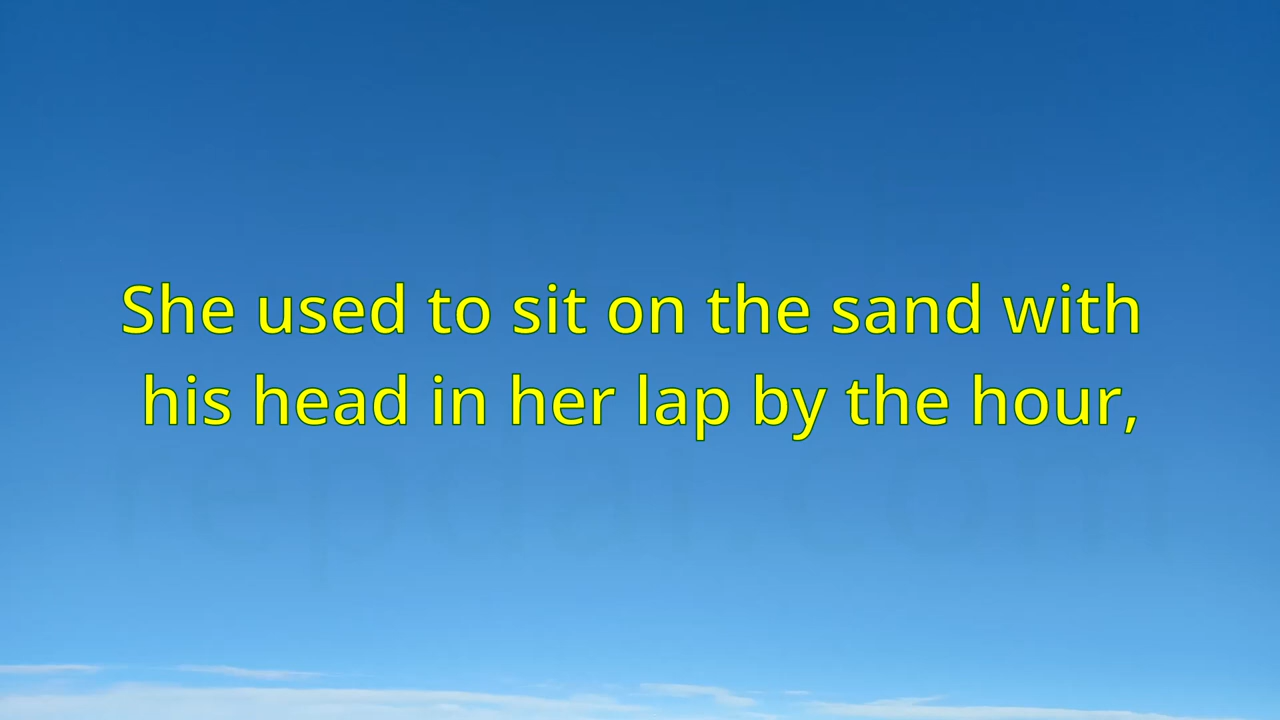 She used to sit on the sand with
his head in her lap by the hour,